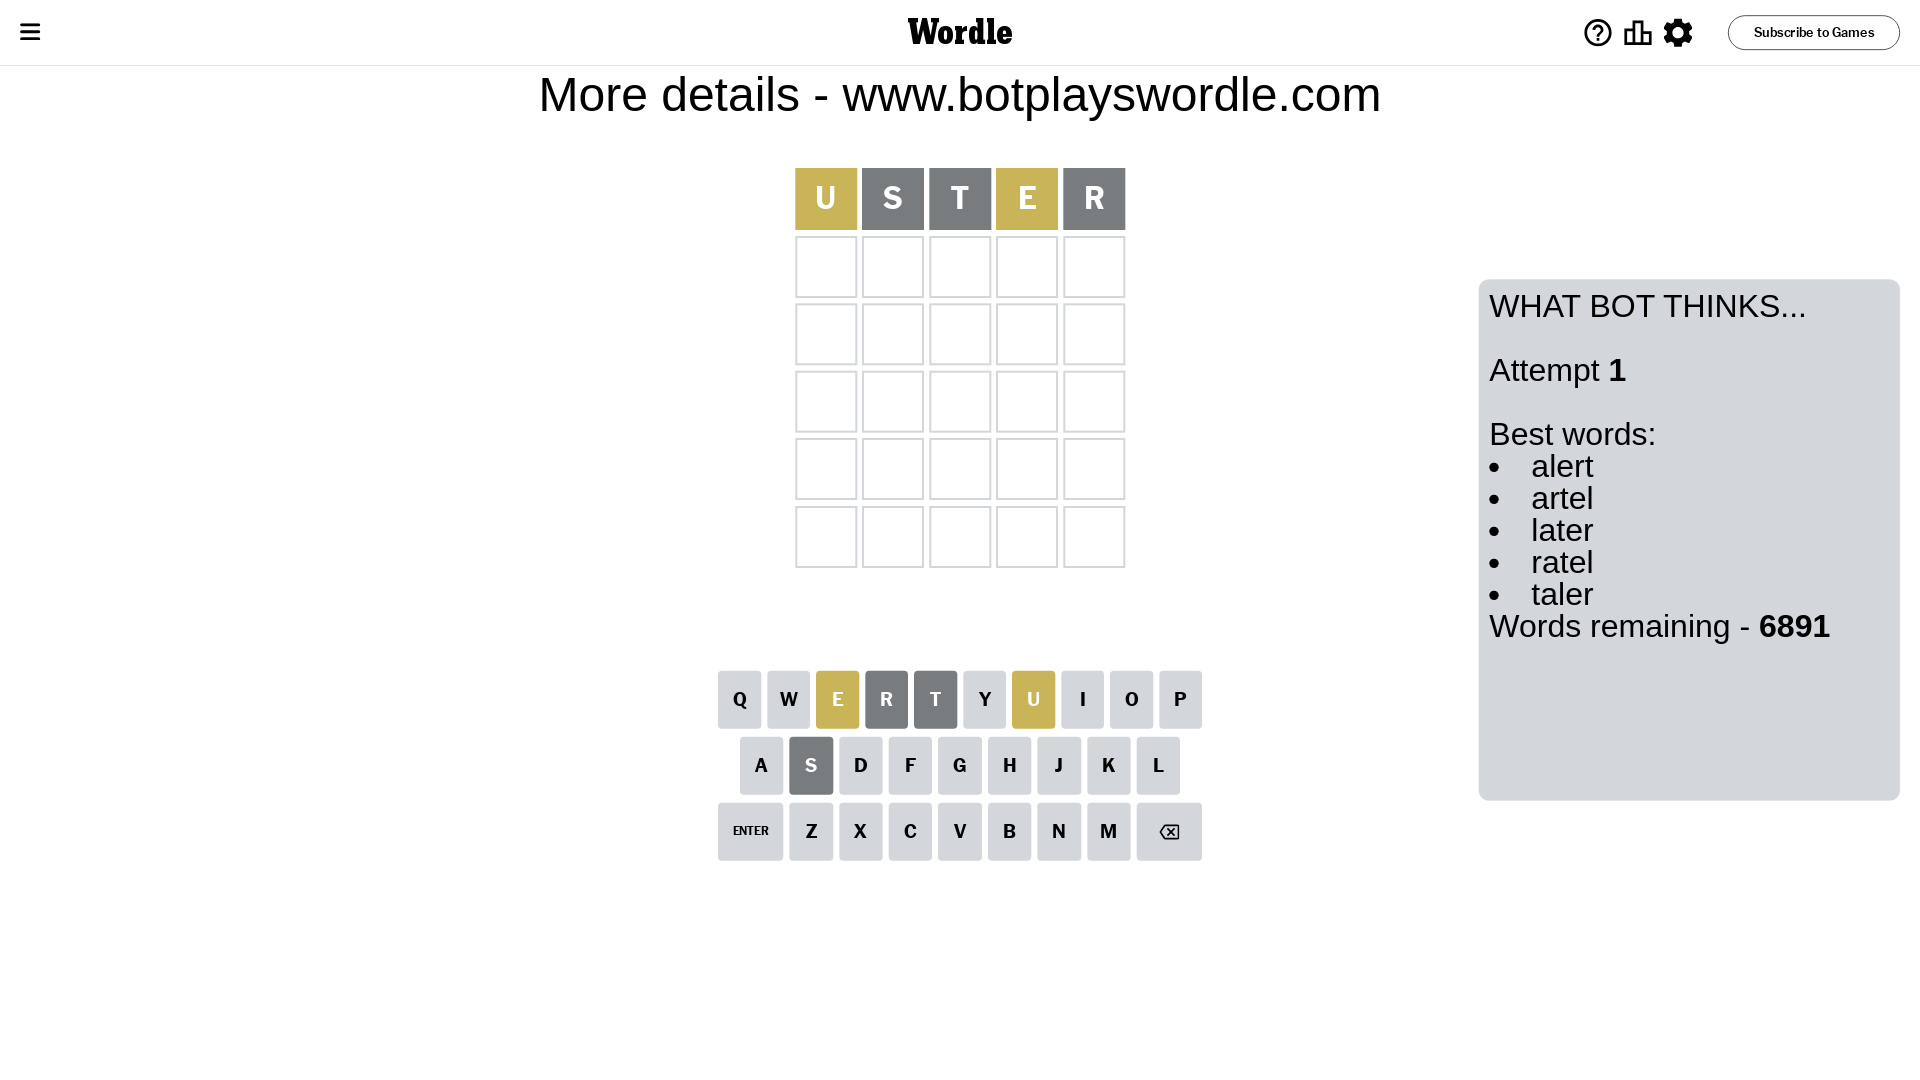 Wordle
Subscribe to Games
More details - www.botplayswordle.com
U S T E R
WHAT BOT THINKS...
Attempt 1
Best words:
• alert
• artel
• later
• ratel
• taler
Words remaining - 6891
Q W E R T Y U I O P
A S D F G H J K L
ENTER Z X C V B N M